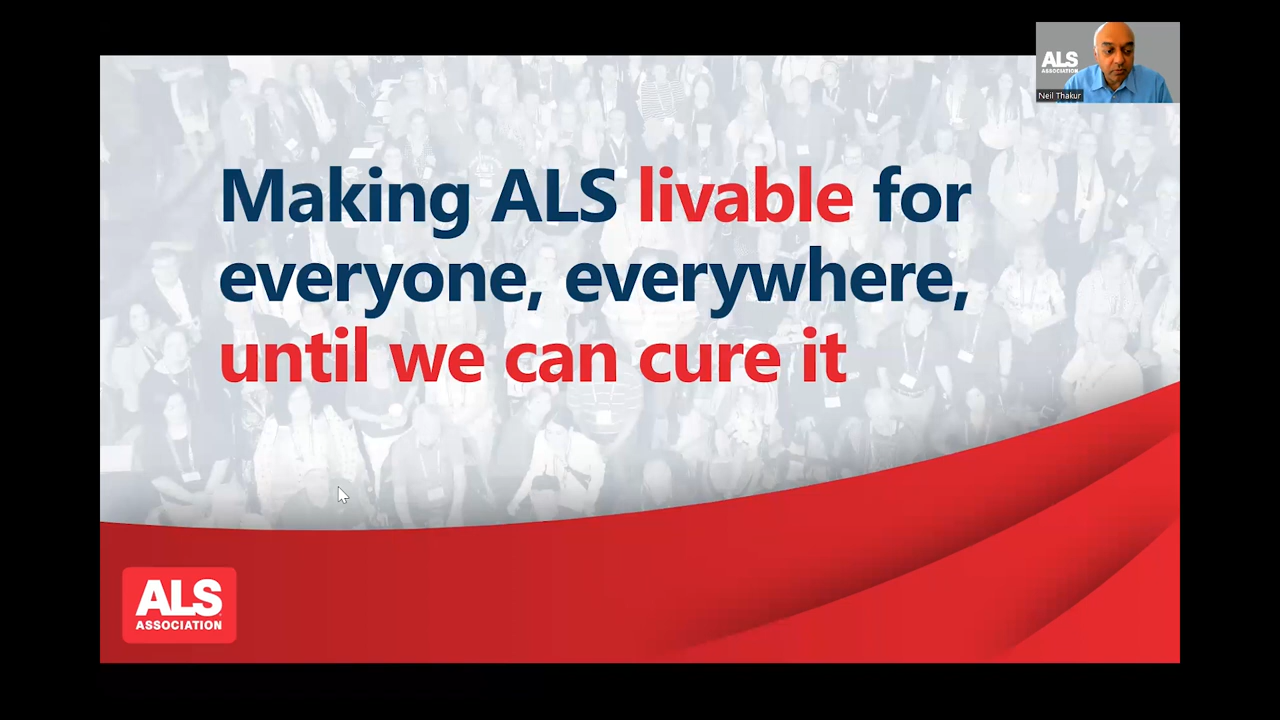 ALS
ASSOCIATION
Neil Thakur
Making ALS livable for
everyone, everywhere,
until we can cure it
ALS
ASSOCIATION